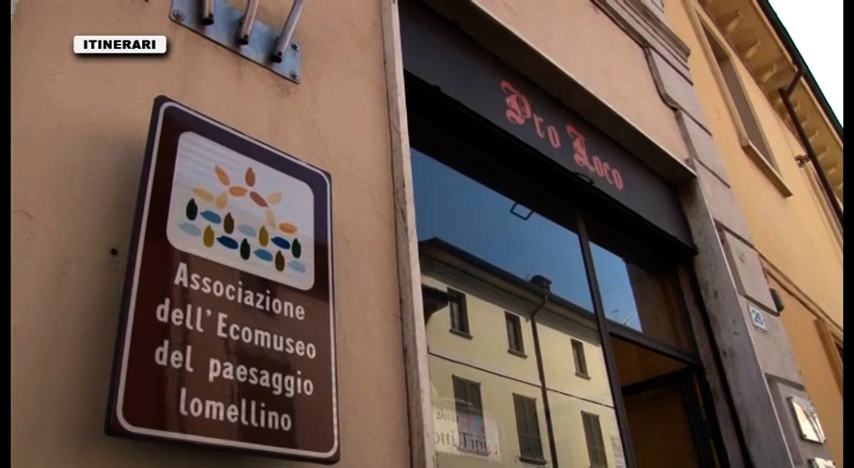 ITINERARI
Pro Loco
Associazione
dell'Ecomuseo
del paesaggio
lomellino